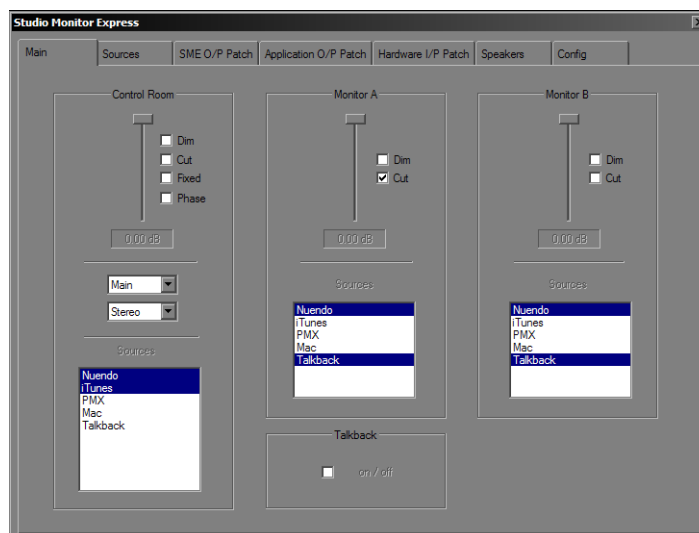 Studio Monitor Express
Main Sources SME O/P Patch Application O/P Patch Hardware I/P Patch Speakers Config
Control Room
Dim
Cut
Fixed
Phase
0.00 dB
Main
Stereo
Sources
Nuendo
iTunes
PMX
Mac
Talkback
Monitor A
Dim
Cut
0.00 dB
Sources
Nuendo
iTunes
PMX
Mac
Talkback
Talkback
on / off
Monitor B
Dim
Cut
0.00 dB
Sources
Nuendo
iTunes
PMX
Mac
Talkback